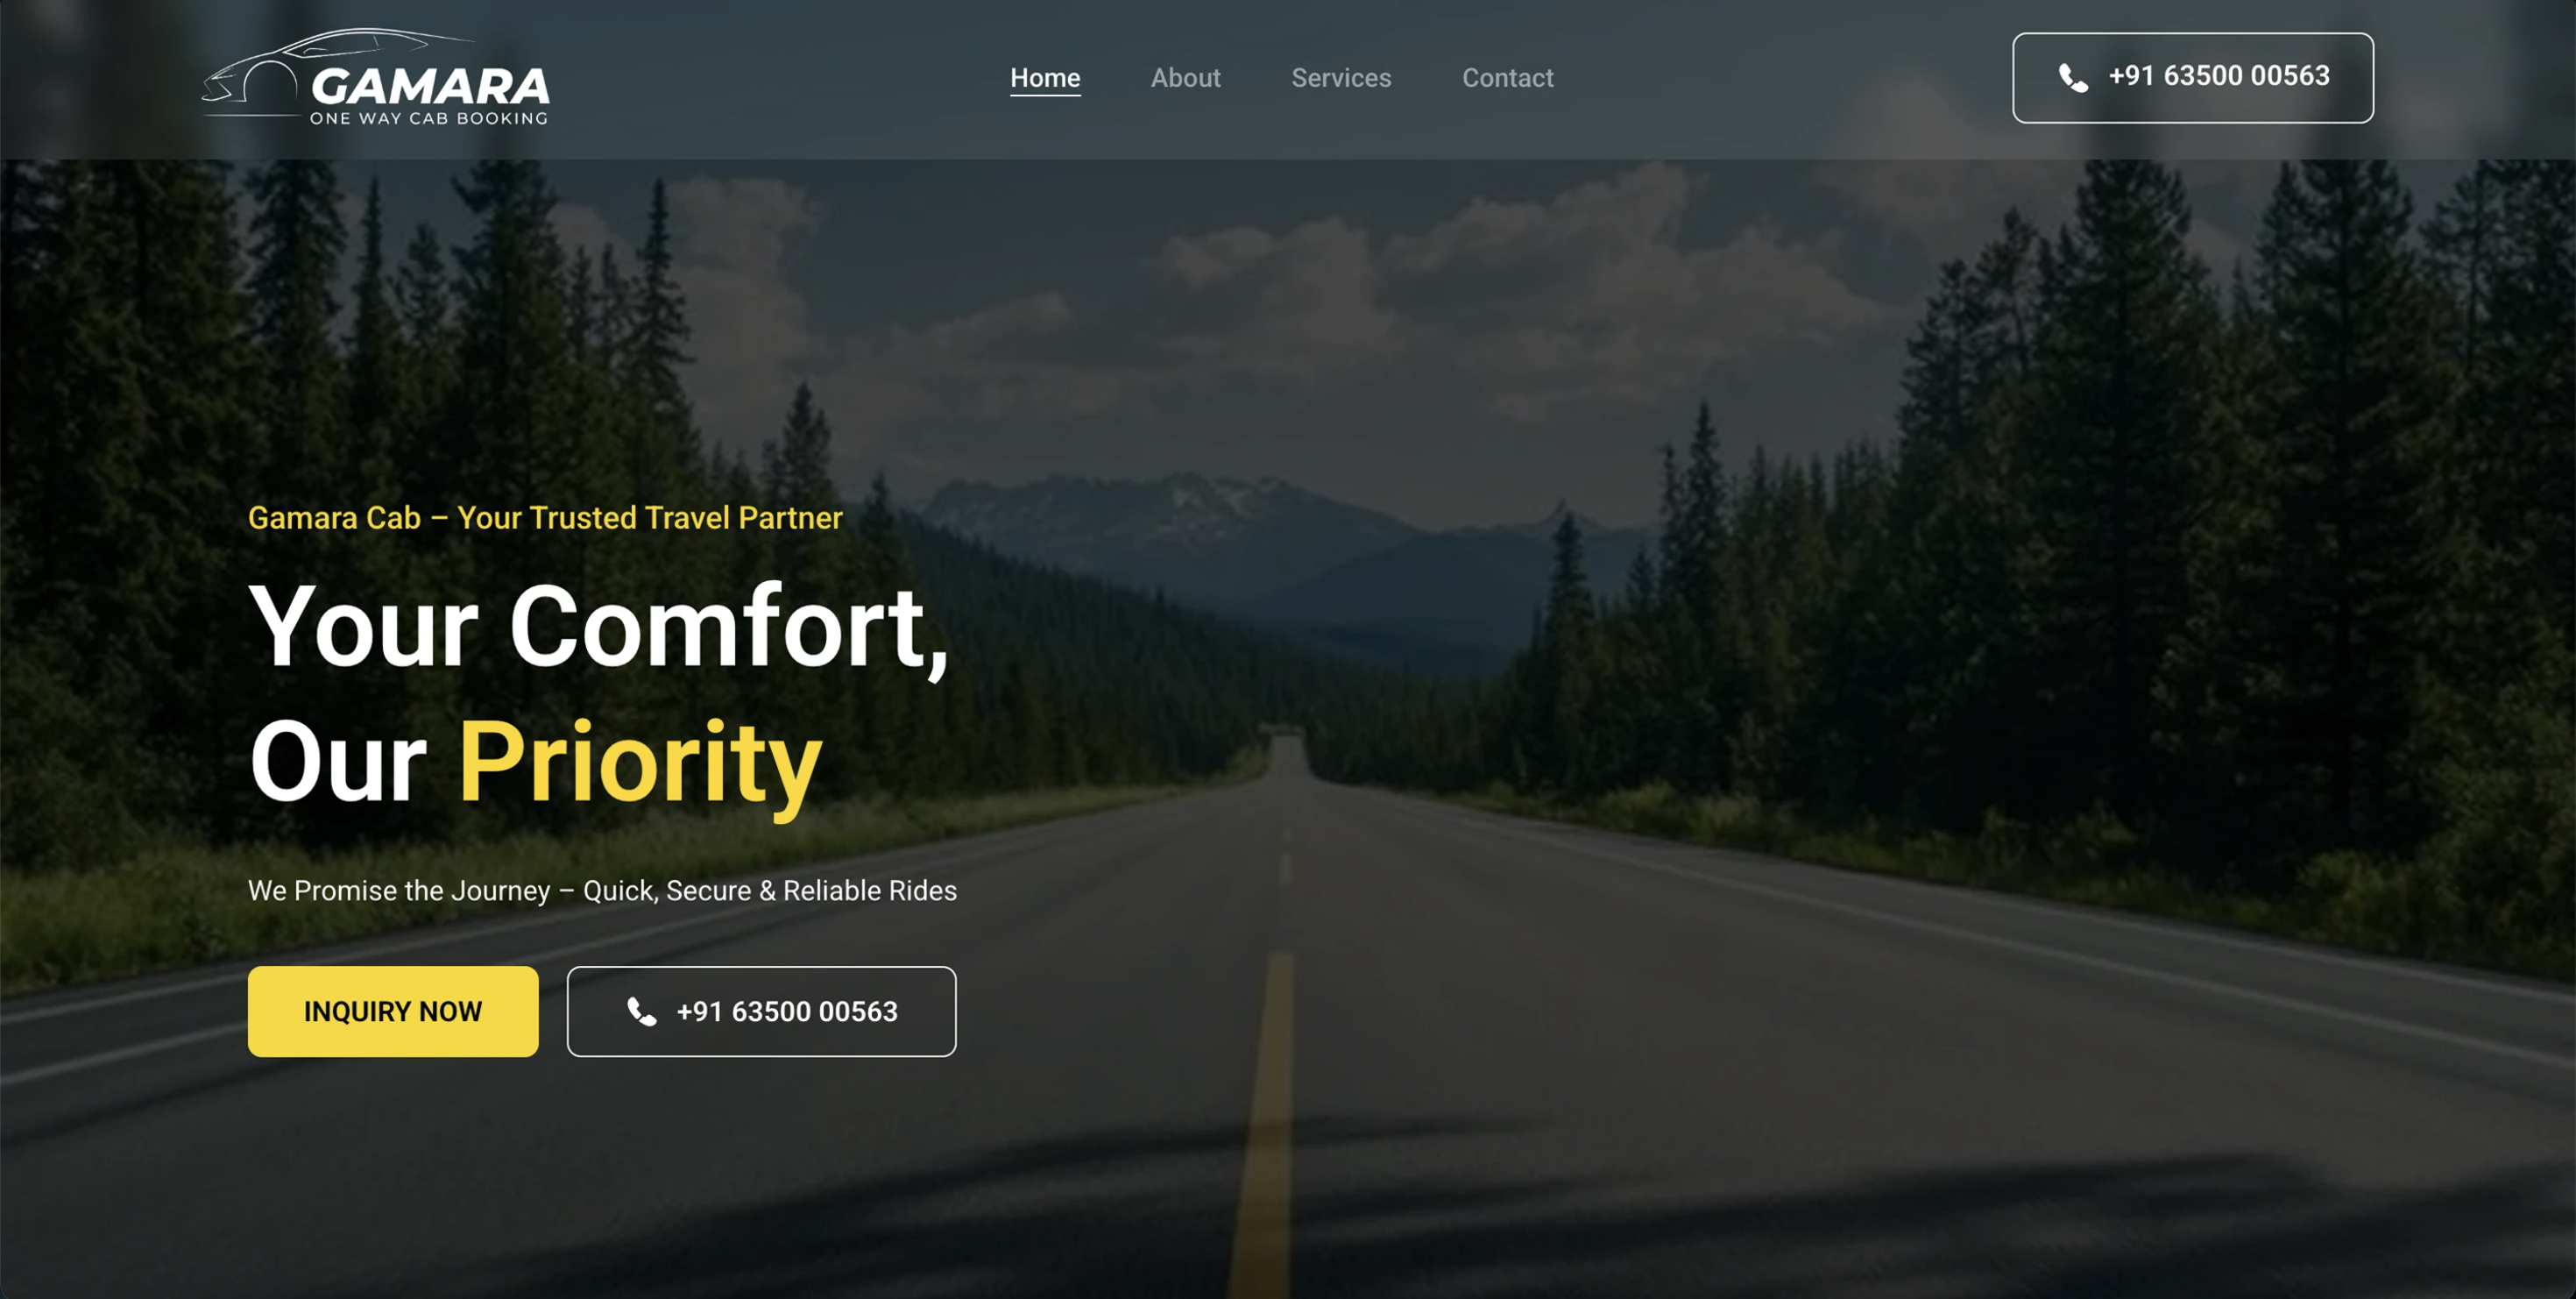 GAMARA
ONE WAY CAB BOOKING
Home
About
Services
Contact
+91 63500 00563
Gamara Cab – Your Trusted Travel Partner
Your Comfort,
Our Priority
We Promise the Journey – Quick, Secure & Reliable Rides
INQUIRY NOW
+91 63500 00563